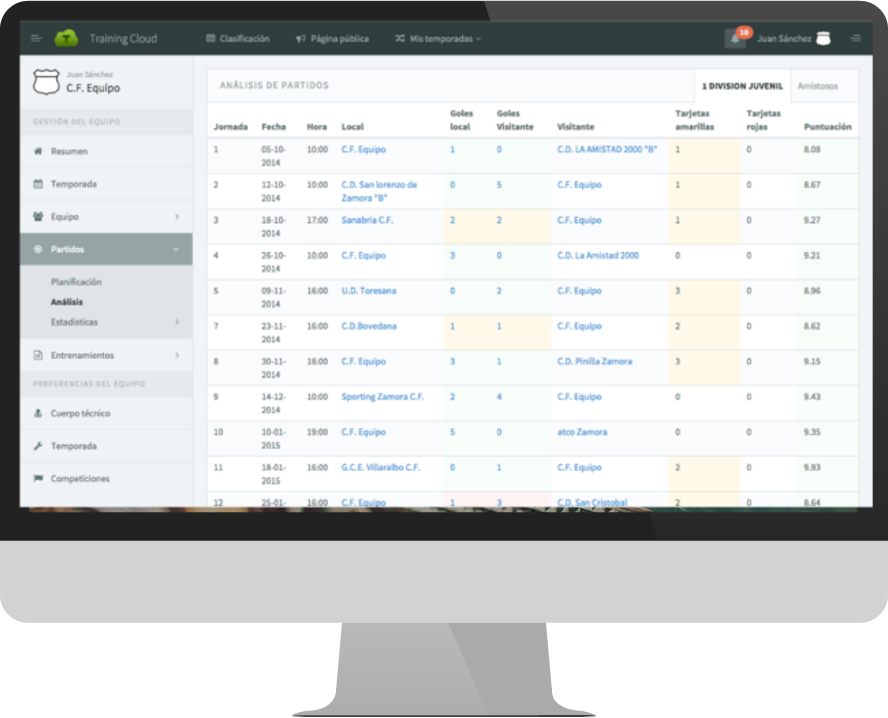 Training Cloud Clasificación Página pública Mis temporadas 10 Juan Sánchez
Juan Sánchez
C.F. Equipo
GESTIÓN DEL EQUIPO
Resumen
Temporada
Equipo
Partidos
Planificación
Análisis
Estadísticas
Entrenamientos
PREFERENCIAS DEL EQUIPO
Cuerpo técnico
Temporada
Competiciones
ANÁLISIS DE PARTIDOS 1 DIVISION JUVENIL Amistosos
Jornada Fecha Hora Local Goles local Goles Visitante Visitante Tarjetas amarillas Tarjetas rojas Puntuación
1 05-10-2014 10:00 C.F. Equipo 1 0 C.D. LA AMISTAD 2000 "B" 1 0 8.08
2 12-10-2014 10:00 C.D. San lorenzo de Zamora "B" 0 5 C.F. Equipo 1 0 8.67
3 18-10-2014 17:00 Sanabria C.F. 2 2 C.F. Equipo 1 0 9.27
4 26-10-2014 10:00 C.F. Equipo 3 0 C.D. La Amistad 2000 0 0 9.21
5 09-11-2014 16:00 U.D. Toresana 0 2 C.F. Equipo 3 0 8.96
7 23-11-2014 16:00 C.D.Bovedana 1 1 C.F. Equipo 2 0 8.62
8 30-11-2014 16:00 C.F. Equipo 3 1 C.D. Pinilla Zamora 3 0 9.15
9 14-12-2014 10:00 Sporting Zamora C.F. 2 4 C.F. Equipo 0 0 9.43
10 10-01-2015 19:00 C.F. Equipo 5 0 atco Zamora 0 0 9.35
11 18-01-2015 16:00 G.C.E. Villaralbo C.F. 0 1 C.F. Equipo 2 0 9.93
12 25-01- 16:00 C.F. Equipo 1 3 C.D. San Cristobal 2 0 8.64